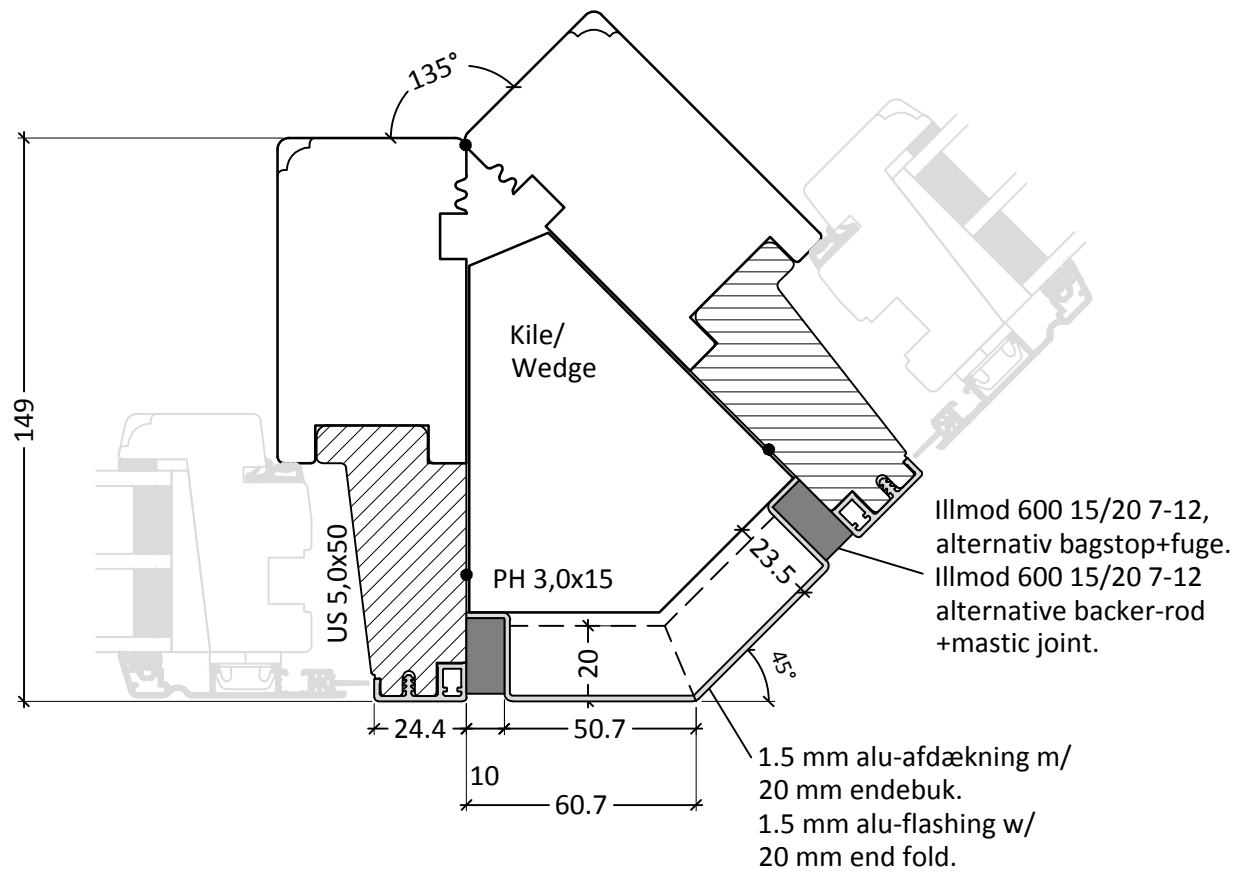 135°
149
Kile/
Wedge
US 5,0x50
PH 3,0x15
23.5
20
45°
Illmod 600 15/20 7-12,
alternativ bagstop+fuge.
Illmod 600 15/20 7-12
alternative backer-rod
+mastic joint.
24.4
50.7
10
60.7
1.5 mm alu-afdækning m/
20 mm endebuk.
1.5 mm alu-flashing w/
20 mm end fold.